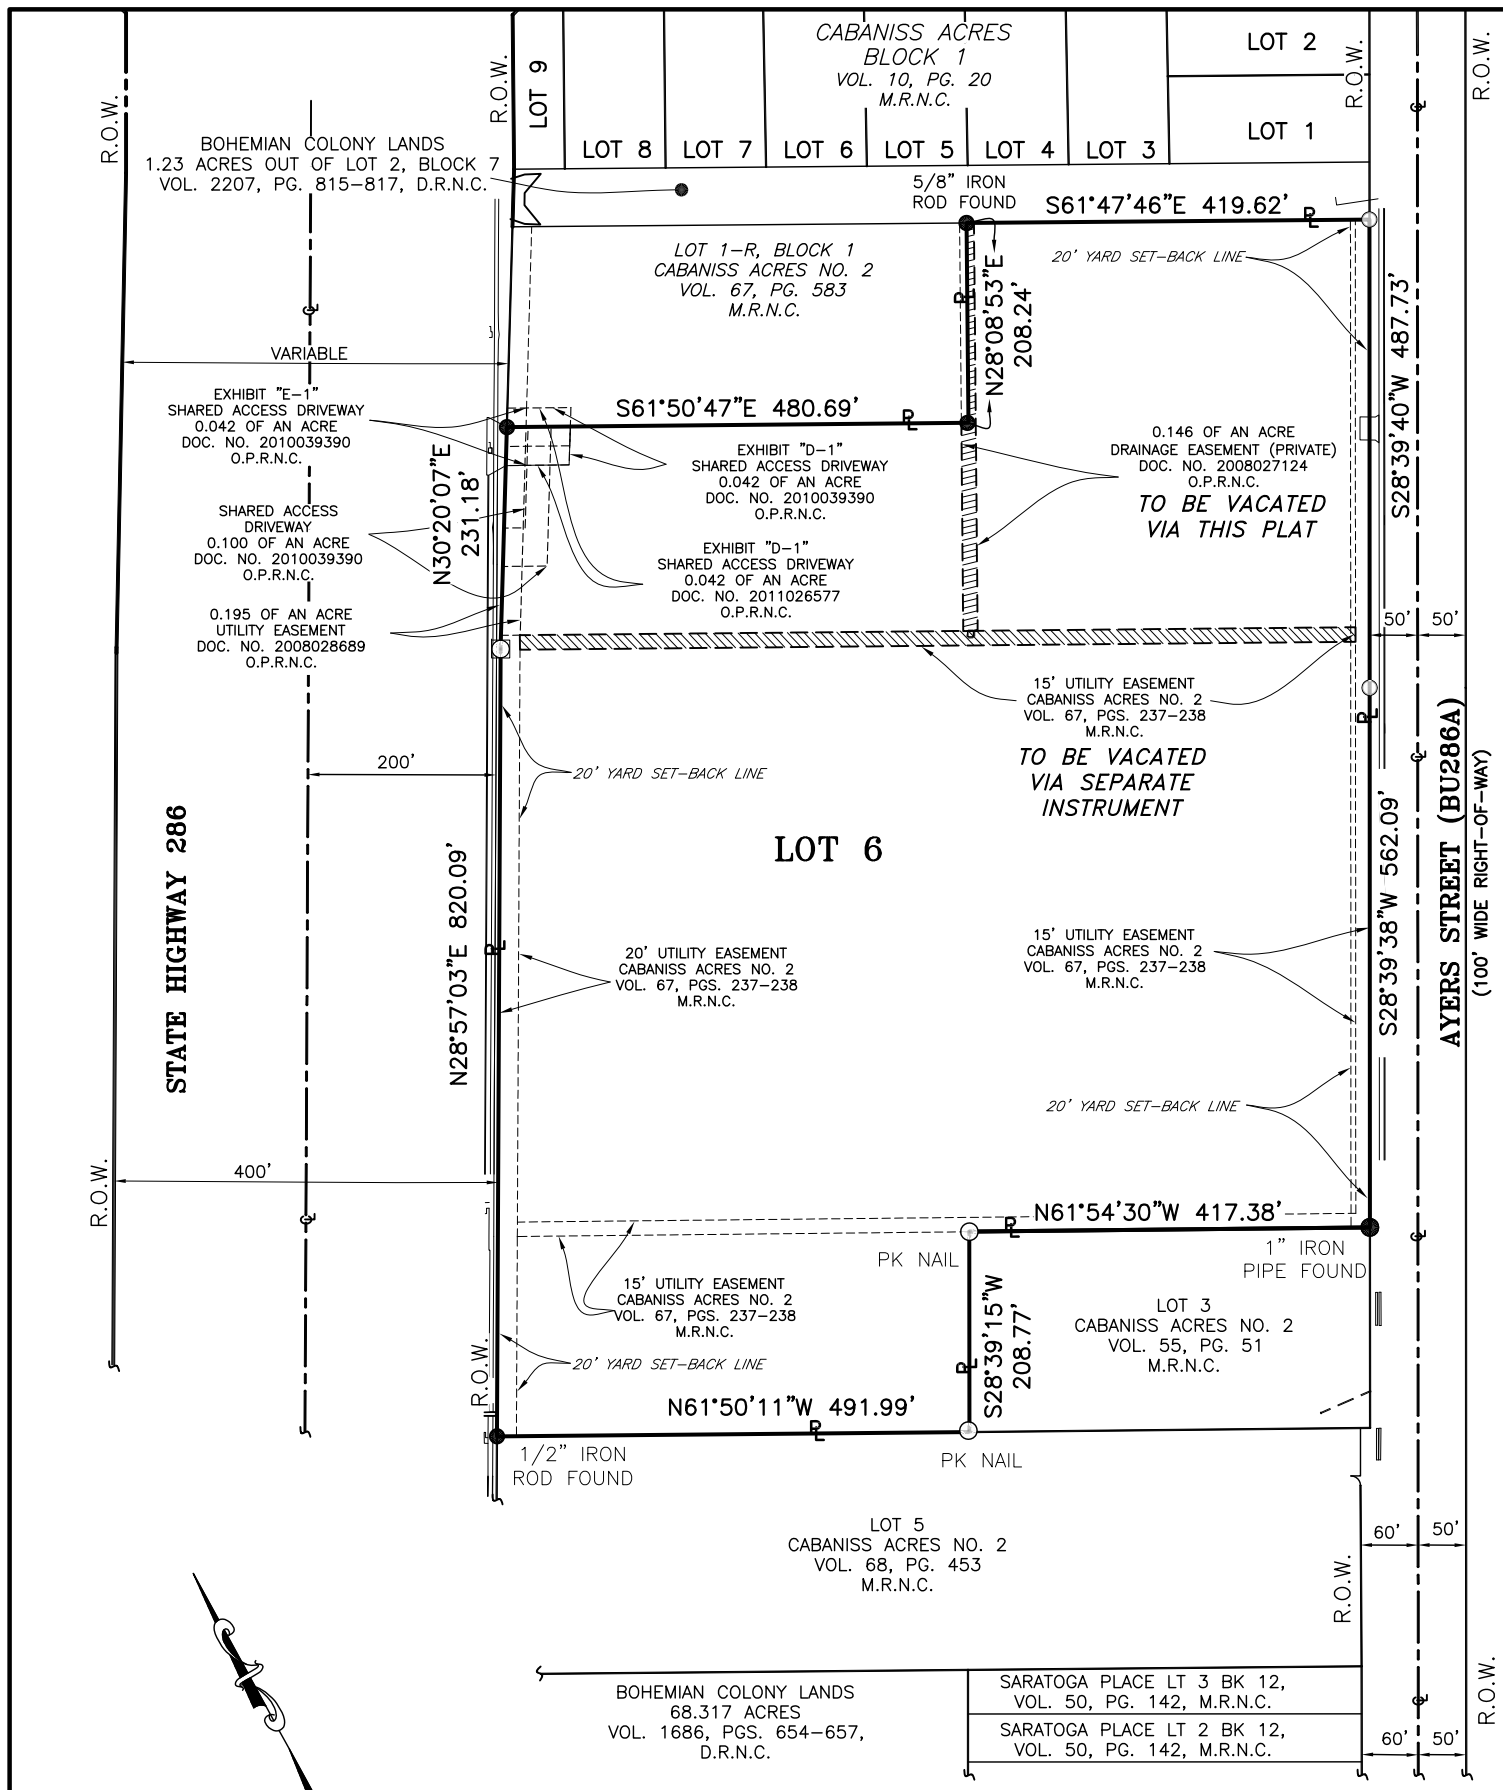 CABANISS ACRES
BLOCK 1
VOL. 10, PG. 20
M.R.N.C.
LOT 2
LOT 1
LOT 9
LOT 8
LOT 7
LOT 6
LOT 5
LOT 4
LOT 3
R.O.W.
R.O.W.
R.O.W.
R.O.W.
BOHEMIAN COLONY LANDS
1.23 ACRES OUT OF LOT 2, BLOCK 7
VOL. 2207, PG. 815-817, D.R.N.C.
5/8" IRON
ROD FOUND
S61°47'46"E 419.62'
LOT 1-R, BLOCK 1
CABANISS ACRES NO. 2
VOL. 67, PG. 583
M.R.N.C.
N28°08'53"E
208.24'
20' YARD SET-BACK LINE
S28°39'40"W 487.73'
VARIABLE
EXHIBIT "E-1"
SHARED ACCESS DRIVEWAY
0.042 OF AN ACRE
DOC. NO. 2010039390
O.P.R.N.C.
S61°50'47"E 480.69'
EXHIBIT "D-1"
SHARED ACCESS DRIVEWAY
0.042 OF AN ACRE
DOC. NO. 2010039390
O.P.R.N.C.
0.146 OF AN ACRE
DRAINAGE EASEMENT (PRIVATE)
DOC. NO. 2008027124
O.P.R.N.C.
TO BE VACATED
VIA THIS PLAT
N30°20'07"E
231.18'
SHARED ACCESS
DRIVEWAY
0.100 OF AN ACRE
DOC. NO. 2010039390
O.P.R.N.C.
EXHIBIT "D-1"
SHARED ACCESS DRIVEWAY
0.042 OF AN ACRE
DOC. NO. 2011026577
O.P.R.N.C.
0.195 OF AN ACRE
UTILITY EASEMENT
DOC. NO. 2008028689
O.P.R.N.C.
50'
50'
15' UTILITY EASEMENT
CABANISS ACRES NO. 2
VOL. 67, PGS. 237-238
M.R.N.C.
TO BE VACATED
VIA SEPARATE
INSTRUMENT
200'
20' YARD SET-BACK LINE
STATE HIGHWAY 286
LOT 6
N28°57'03"E 820.09'
S28°39'38"W 562.09'
AYERS STREET (BU286A)
(100' WIDE RIGHT-OF-WAY)
20' UTILITY EASEMENT
CABANISS ACRES NO. 2
VOL. 67, PGS. 237-238
M.R.N.C.
15' UTILITY EASEMENT
CABANISS ACRES NO. 2
VOL. 67, PGS. 237-238
M.R.N.C.
20' YARD SET-BACK LINE
400'
R.O.W.
N61°54'30"W 417.38'
PK NAIL
1" IRON
PIPE FOUND
15' UTILITY EASEMENT
CABANISS ACRES NO. 2
VOL. 67, PGS. 237-238
M.R.N.C.
S28°39'15"W
208.77'
LOT 3
CABANISS ACRES NO. 2
VOL. 55, PG. 51
M.R.N.C.
R.O.W.
20' YARD SET-BACK LINE
N61°50'11"W 491.99'
1/2" IRON
ROD FOUND
PK NAIL
LOT 5
CABANISS ACRES NO. 2
VOL. 68, PG. 453
M.R.N.C.
60'
50'
R.O.W.
R.O.W.
BOHEMIAN COLONY LANDS
68.317 ACRES
VOL. 1686, PGS. 654-657,
D.R.N.C.
SARATOGA PLACE LT 3 BK 12,
VOL. 50, PG. 142, M.R.N.C.
SARATOGA PLACE LT 2 BK 12,
VOL. 50, PG. 142, M.R.N.C.
60'
50'